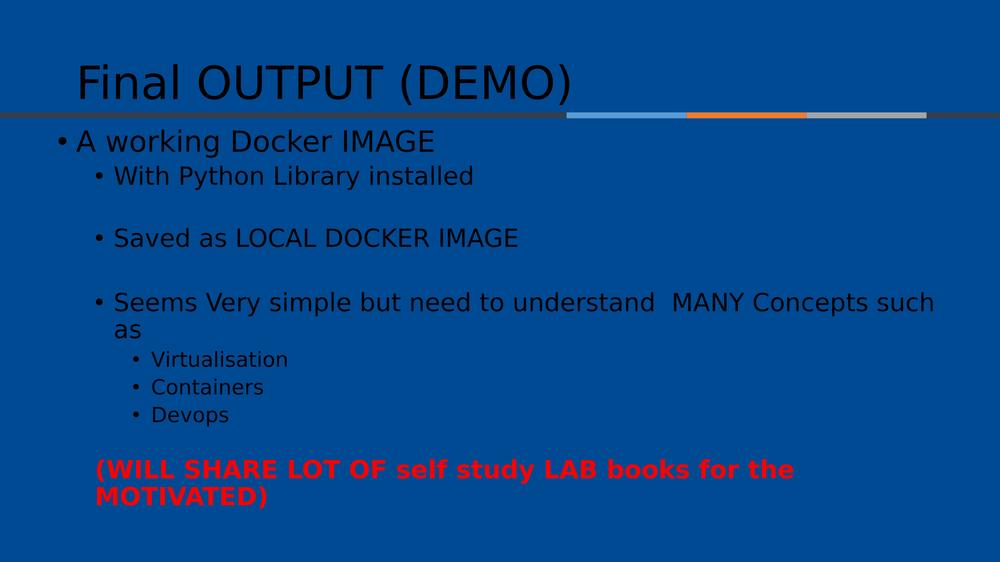 Final OUTPUT (DEMO)
• A working Docker IMAGE
• With Python Library installed
• Saved as LOCAL DOCKER IMAGE
• Seems Very simple but need to understand  MANY Concepts such
as
• Virtualisation
• Containers
• Devops
(WILL SHARE LOT OF self study LAB books for the
MOTIVATED)